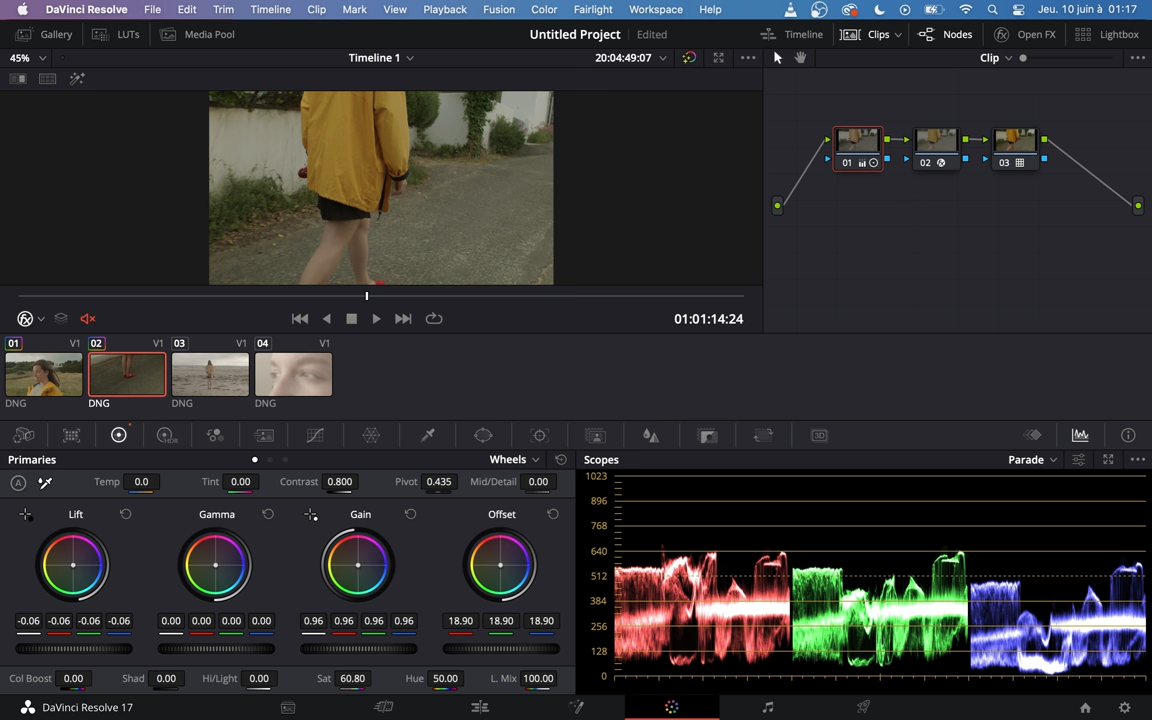 DaVinci Resolve File Edit Trim Timeline Clip Mark View Playback Fusion Color Fairlight Workspace Help Jeu. 10 juin à 01:17
Gallery LUTs Media Pool Untitled Project Edited Timeline Clips Nodes Open FX Lightbox
45% Timeline 1 20:04:49:07 Clip
01 02 03
fx 01:01:14:24
01 V1 02 V1 03 V1 04 V1
DNG DNG DNG DNG
HDR 3D
Primaries Wheels Scopes Parade
A Temp 0.0 Tint 0.00 Contrast 0.800 Pivot 0.435 Mid/Detail 0.00
Lift Gamma Gain Offset
-0.06 -0.06 -0.06 -0.06 0.00 0.00 0.00 0.00 0.96 0.96 0.96 0.96 18.90 18.90 18.90
Col Boost 0.00 Shad 0.00 Hi/Light 0.00 Sat 60.80 Hue 50.00 L. Mix 100.00
1023
896
768
640
512
384
256
128
0
DaVinci Resolve 17